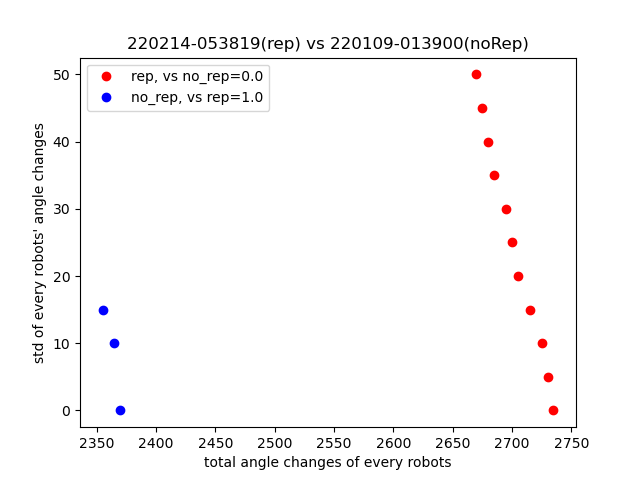 220214-053819(rep) vs 220109-013900(noRep)
rep, vs no_rep=0.0
no_rep, vs rep=1.0
50
40
30
20
10
0
std of every robots' angle changes
2350 2400 2450 2500 2550 2600 2650 2700 2750
total angle changes of every robots